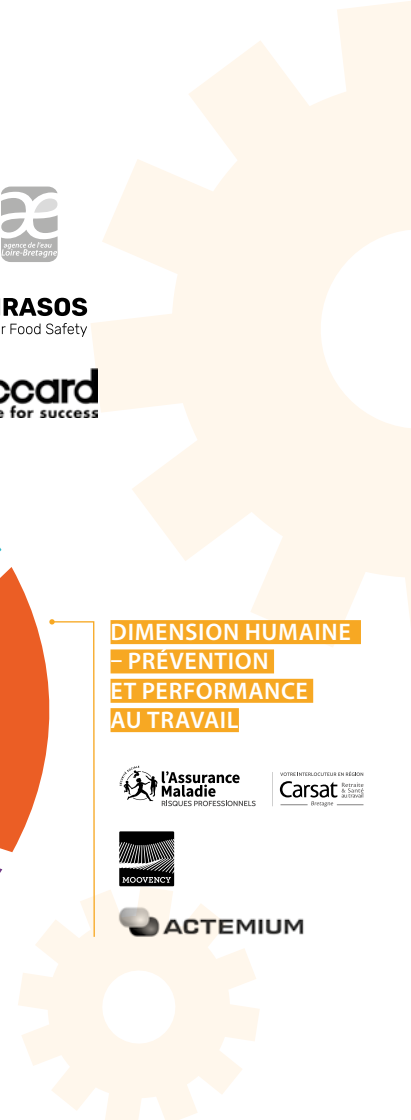 æ
agence de l'eau
Loire-Bretagne
RASOS
r Food Safety
ccard
e for success
DIMENSION HUMAINE
– PRÉVENTION
ET PERFORMANCE
AU TRAVAIL
l'Assurance
Maladie
RISQUES PROFESSIONNELS
VOTRE INTERLOCUTEUR EN RÉGION
Carsat Retraite
& Santé
au travail
Bretagne
MOOVENCY
ACTEMIUM